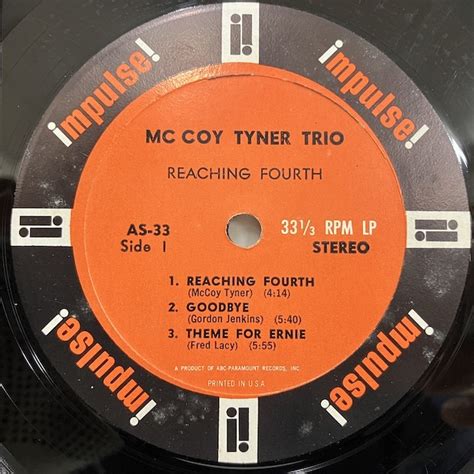 impulse!
i!
impulse!
i!
impulse!
i!
impulse!
i!
MC COY TYNER TRIO
REACHING FOURTH
AS-33
Side 1
33 1/3 RPM LP
STEREO
1. REACHING FOURTH
(McCoy Tyner) (4:14)
2. GOODBYE
(Gordon Jenkins) (5:40)
3. THEME FOR ERNIE
(Fred Lacy) (5:55)
A PRODUCT OF ABC-PARAMOUNT RECORDS, INC.
PRINTED IN U.S.A.